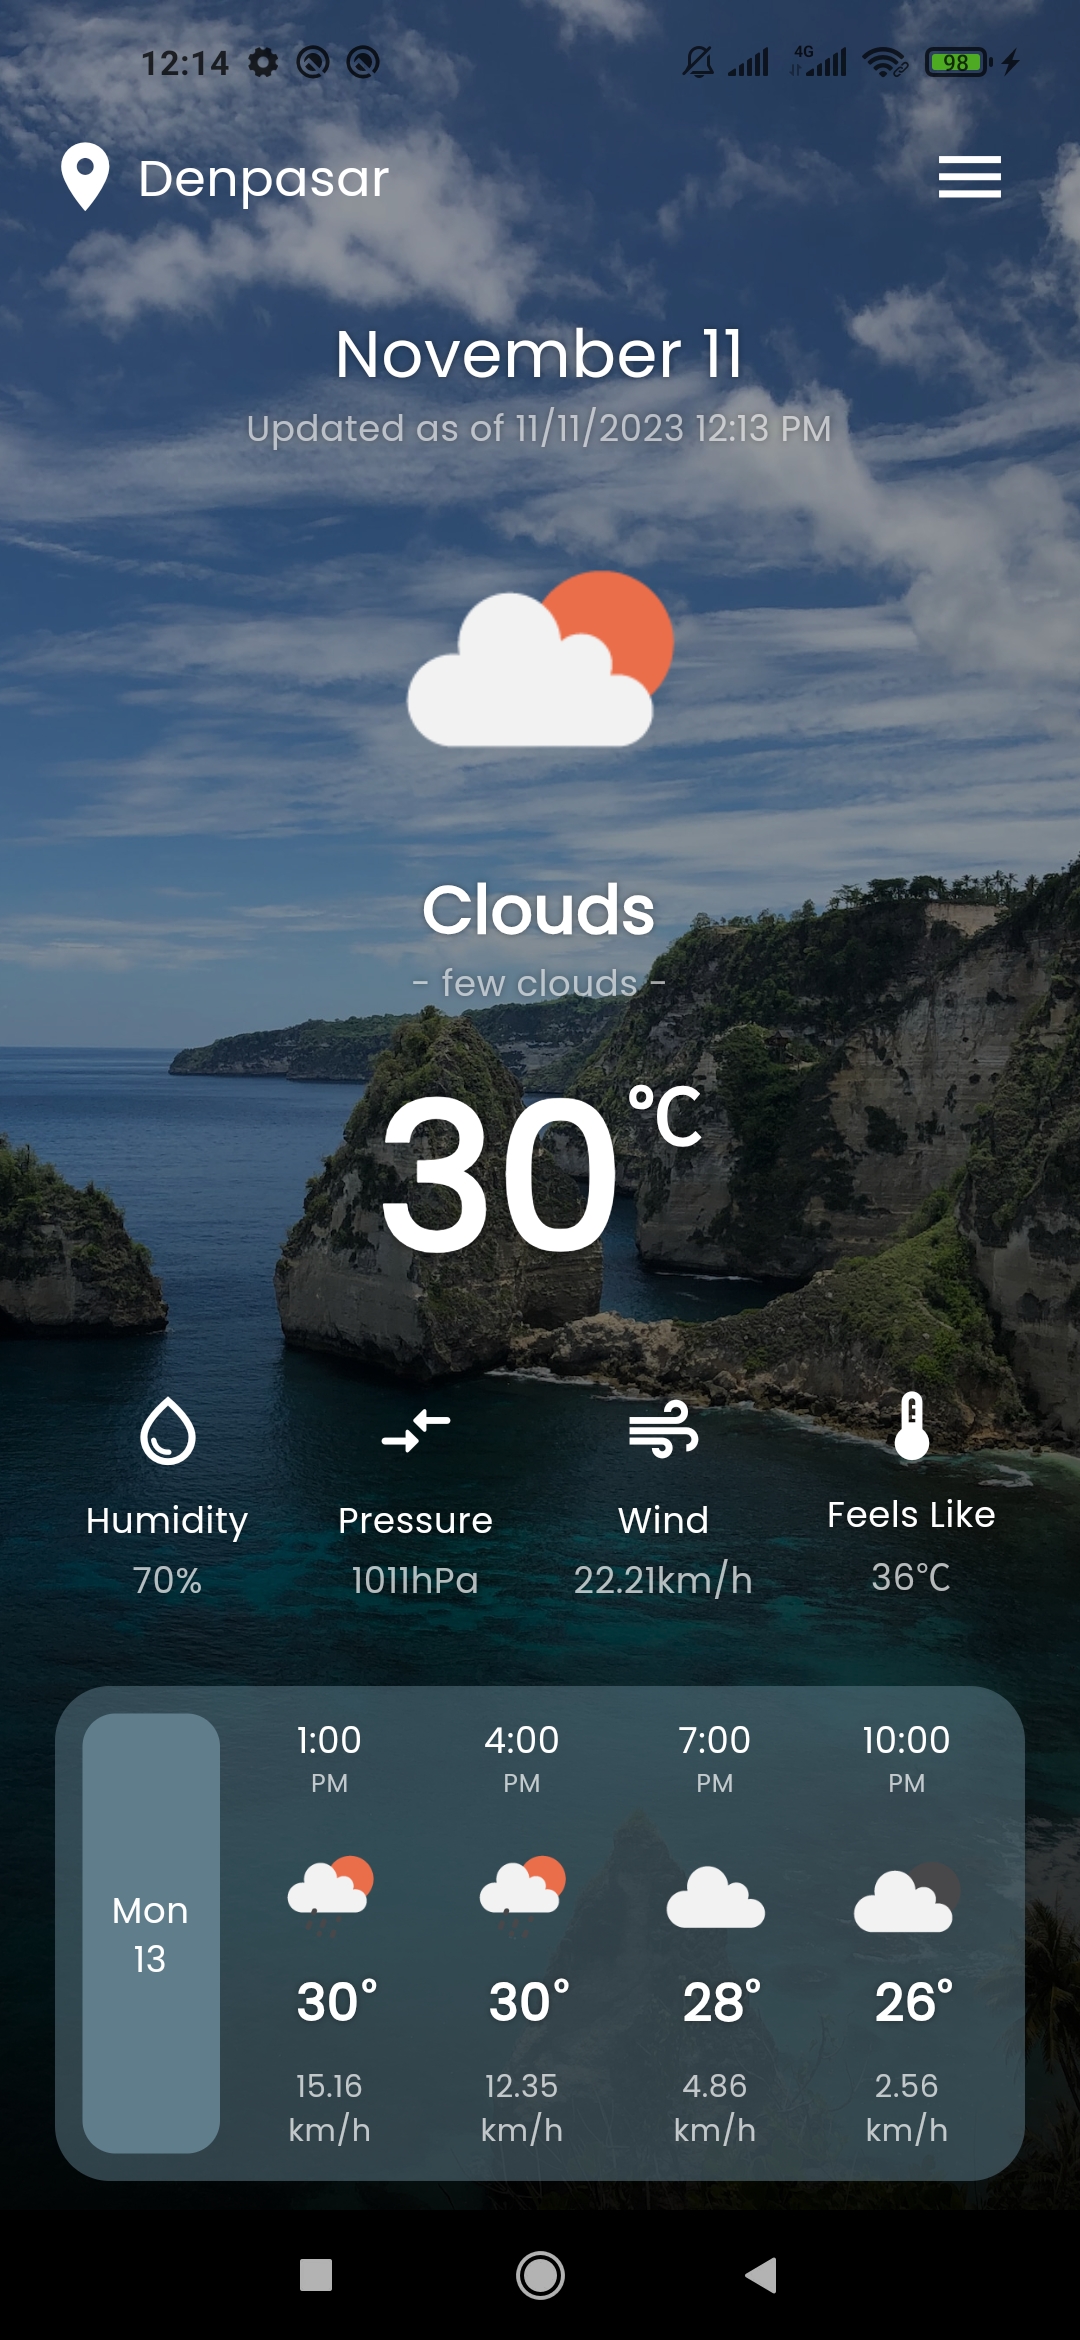 12:14 4G 98
Denpasar
November 11
Updated as of 11/11/2023 12:13 PM
Clouds
- few clouds -
30°C
Humidity Pressure Wind Feels Like
70% 1011hPa 22.21km/h 36°C
1:00 4:00 7:00 10:00
PM PM PM PM
Mon
13
30° 30° 28° 26°
15.16 12.35 4.86 2.56
km/h km/h km/h km/h